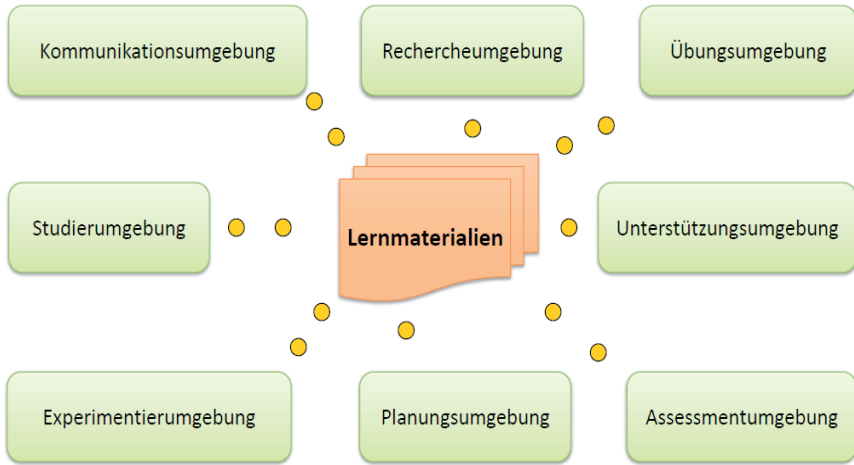 Kommunikationsumgebung
Rechercheumgebung
Übungsumgebung
Studierumgebung
Lernmaterialien
Unterstützungsumgebung
Experimentierumgebung
Planungsumgebung
Assessmentumgebung